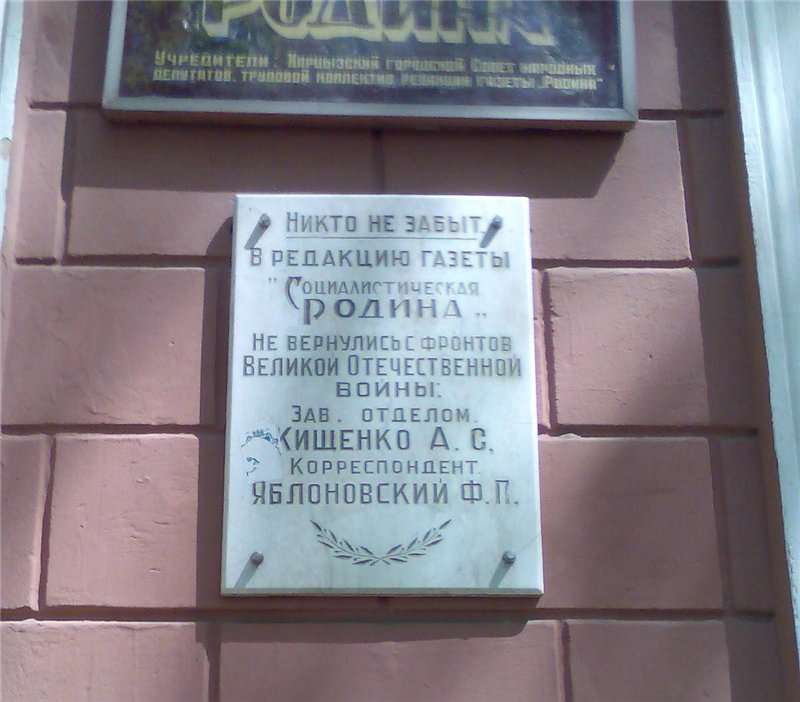 РОДИНА
Учредители: Харцызский городской Совет народных
депутатов, трудовой коллектив редакции газеты „Родина"
Никто не забыт.
В редакцию газеты
"Социалистическая
Родина„
Не вернулись с фронтов
Великой Отечественной
войны:
Зав. отделом.
Кищенко А. С.
Корреспондент.
Яблоновский Ф.П.